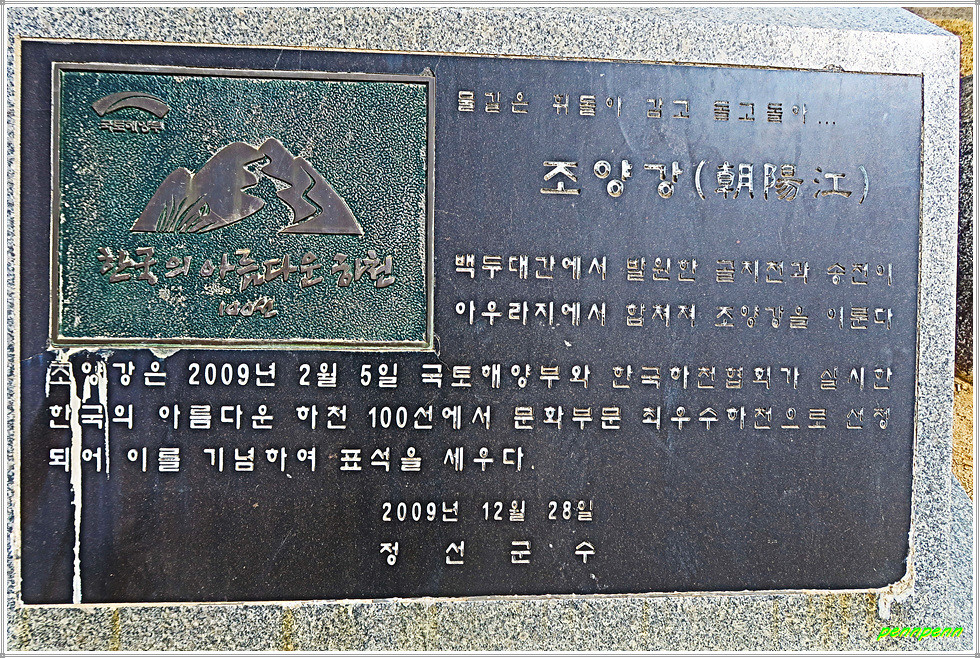 국토해양부
한국의 아름다운 하천
100선
물길은 휘돌아 감고 돌고돌아...
조양강(朝陽江)
백두대간에서 발원한 골지천과 송천이
아우라지에서 합쳐져 조양강을 이룬다
조양강은 2009년 2월 5일 국토해양부와 한국하천협회가 실시한
한국의 아름다운 하천 100선에서 문화부문 최우수하천으로 선정
되어 이를 기념하여 표석을 세우다.
2009년 12월 28일
정 선 군 수
pennpenn